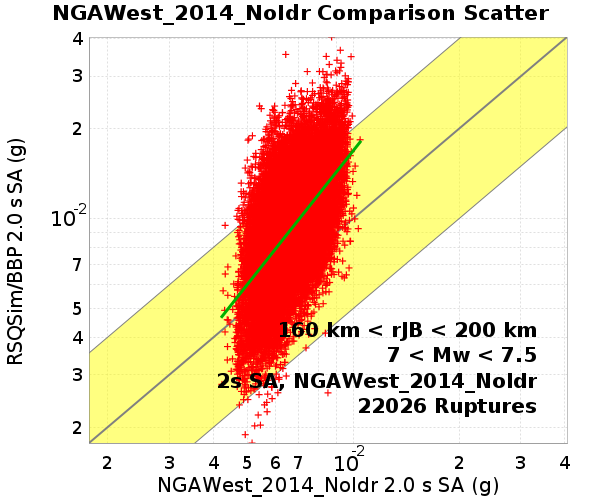 NGAWest_2014_NoIdr Comparison Scatter
4
3
2
10-2
7
5
4
3
2
RSQSim/BBP 2.0 s SA (g)
160 km < rJB < 200 km
7 < Mw < 7.5
2s SA, NGAWest_2014_NoIdr
22026 Ruptures
2 3 4 5 6 7 10-2 2 3 4
NGAWest_2014_NoIdr 2.0 s SA (g)